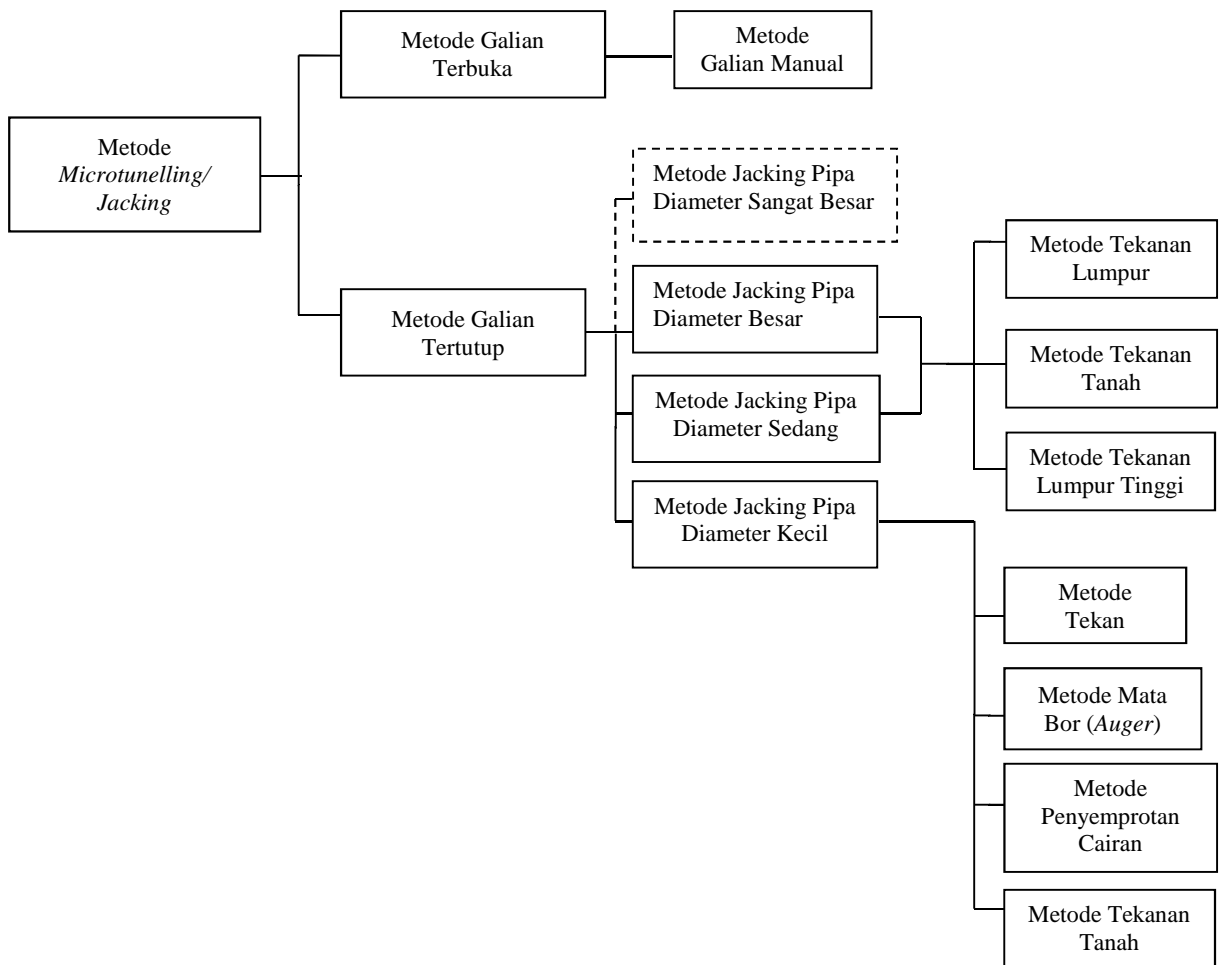 Metode Galian
Terbuka
Metode
Galian Manual
Metode
Microtunelling/
Jacking
Metode Jacking Pipa
Diameter Sangat Besar
Metode Galian
Tertutup
Metode Jacking Pipa
Diameter Besar
Metode Jacking Pipa
Diameter Sedang
Metode Jacking Pipa
Diameter Kecil
Metode Tekanan
Lumpur
Metode Tekanan
Tanah
Metode Tekanan
Lumpur Tinggi
Metode
Tekan
Metode Mata
Bor (Auger)
Metode
Penyemprotan
Cairan
Metode Tekanan
Tanah